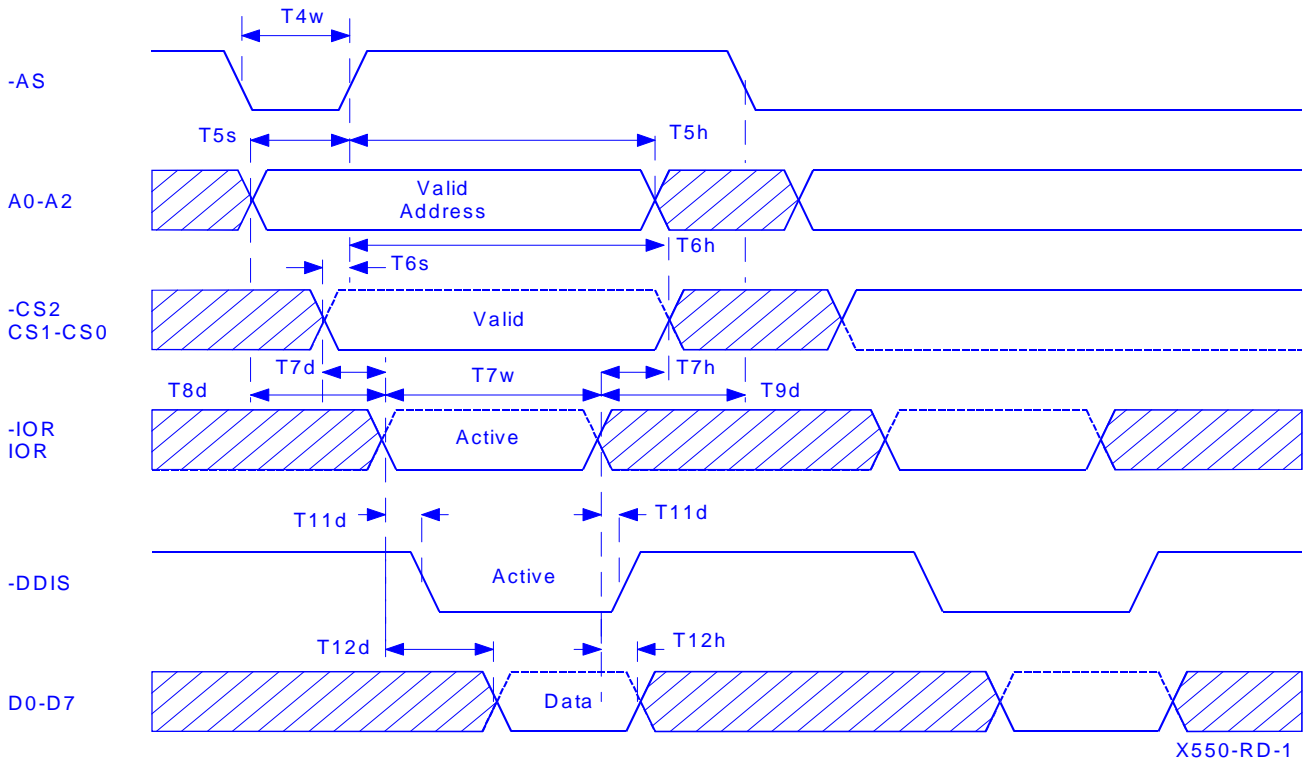 T4w
-AS
T5s
T5h
A0-A2
Valid
Address
T6h
T6s
-CS2
CS1-CS0
Valid
T7d
T7w
T7h
T8d
T9d
-IOR
IOR
Active
T11d
T11d
-DDIS
Active
T12d
T12h
D0-D7
Data
X550-RD-1